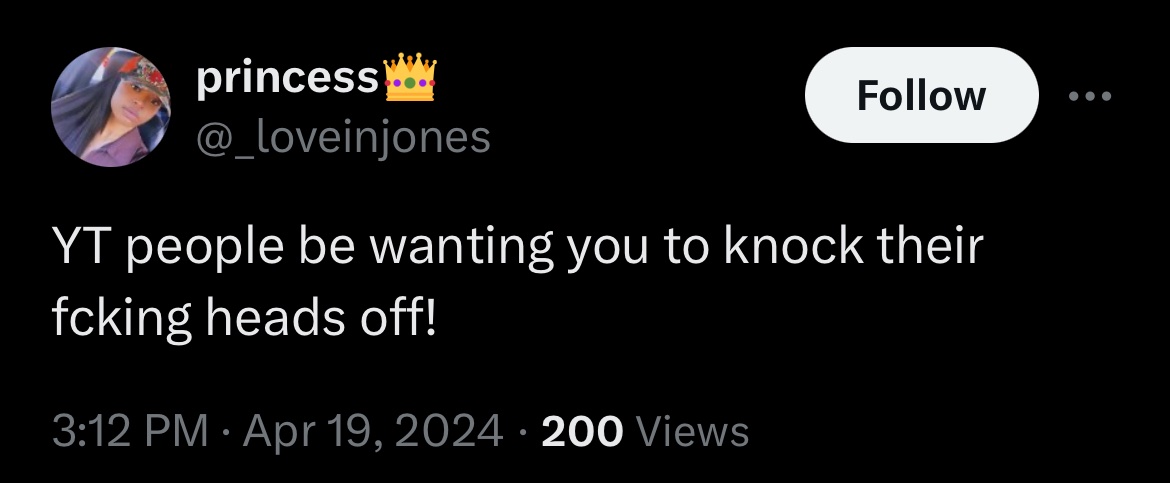 princess👑
@_loveinjones
Follow
YT people be wanting you to knock their
fcking heads off!
3:12 PM · Apr 19, 2024 · 200 Views